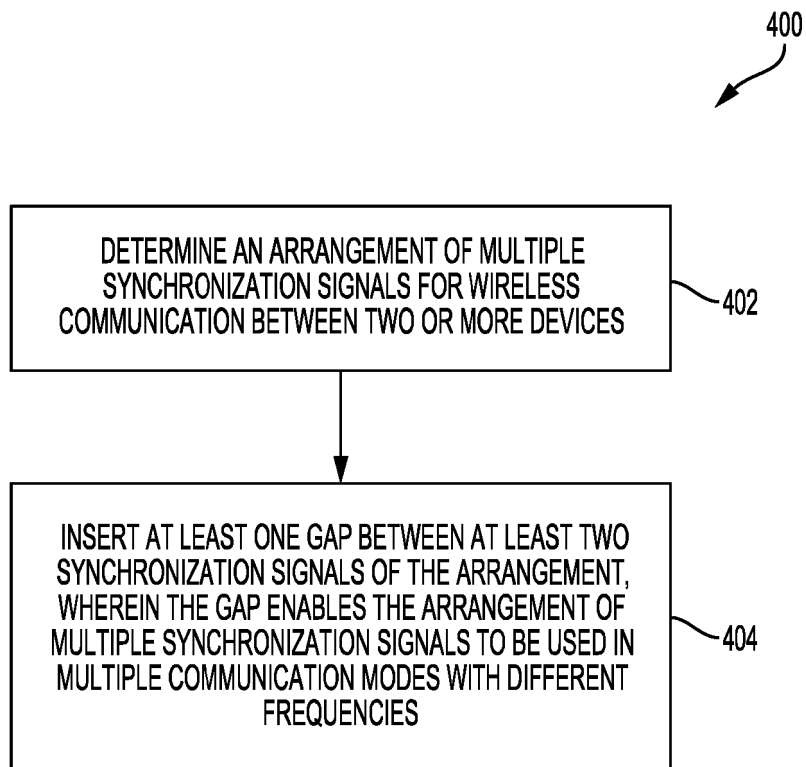 400
DETERMINE AN ARRANGEMENT OF MULTIPLE
SYNCHRONIZATION SIGNALS FOR WIRELESS
COMMUNICATION BETWEEN TWO OR MORE DEVICES
402
INSERT AT LEAST ONE GAP BETWEEN AT LEAST TWO
SYNCHRONIZATION SIGNALS OF THE ARRANGEMENT,
WHEREIN THE GAP ENABLES THE ARRANGEMENT OF
MULTIPLE SYNCHRONIZATION SIGNALS TO BE USED IN
MULTIPLE COMMUNICATION MODES WITH DIFFERENT
FREQUENCIES
404